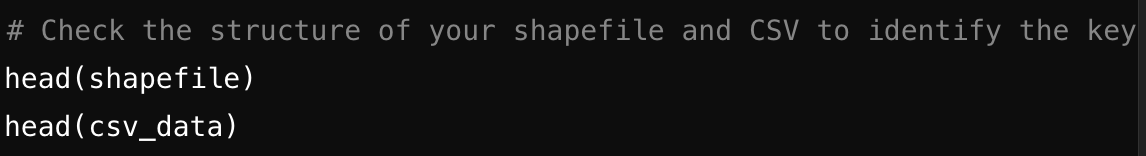 # Check the structure of your shapefile and CSV to identify the key
head(shapefile)
head(csv_data)